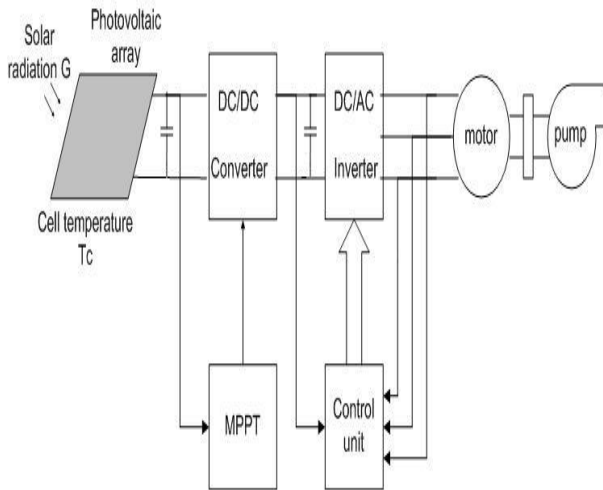 Solar
radiation G
Photovoltaic
array
Cell temperature
Tc
DC/DC
Converter
DC/AC
Inverter
motor
pump
MPPT
Control
unit